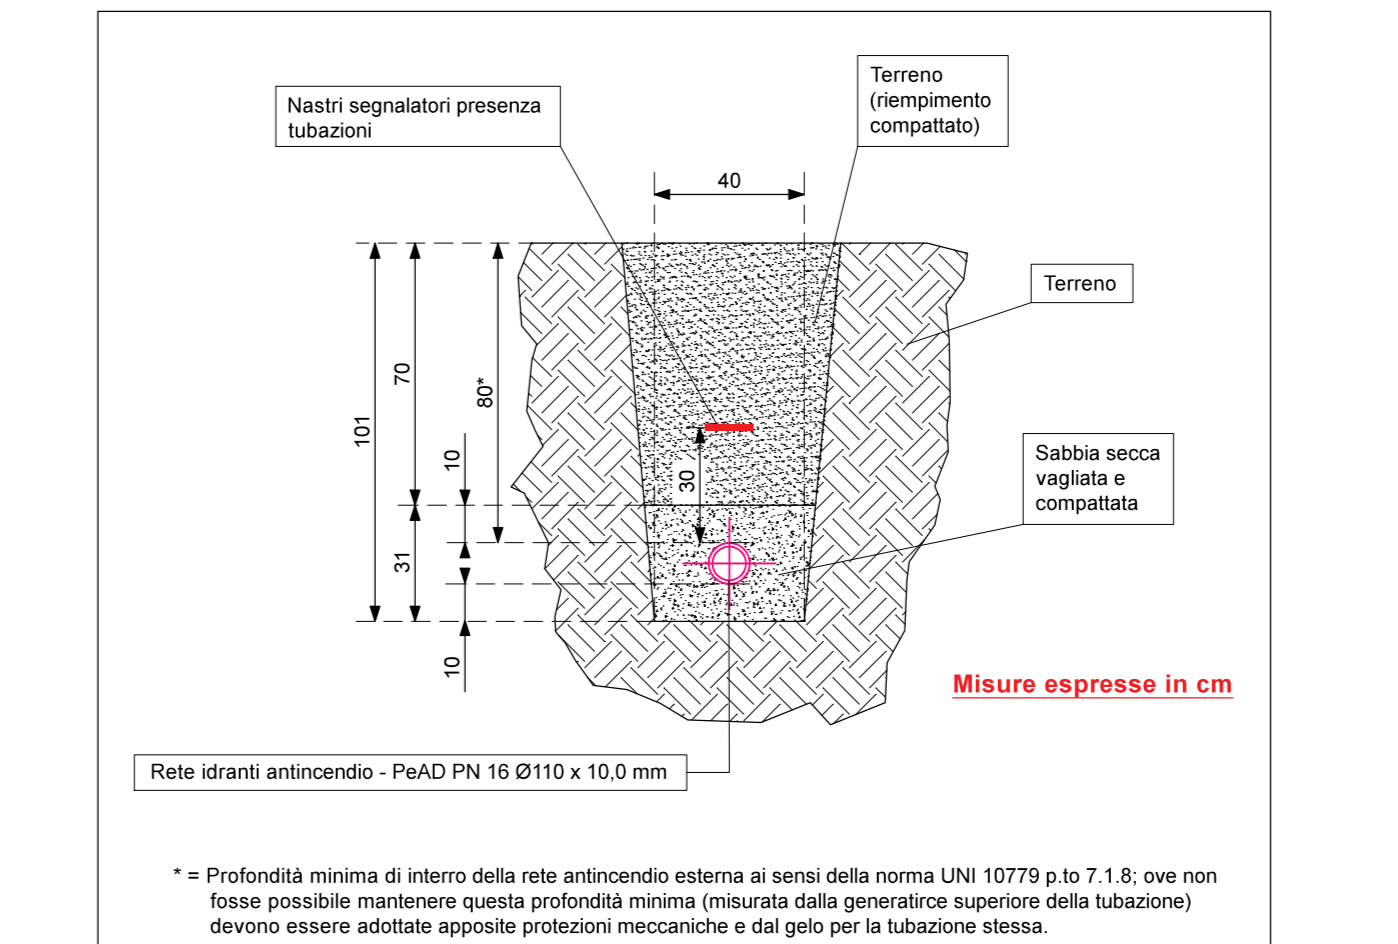 Nastri segnalatori presenza
tubazioni
Terreno
(riempimento
compattato)
40
Terreno
101
70
80*
10
30
31
10
Sabbia secca
vagliata e
compattata
Misure espresse in cm
Rete idranti antincendio - PeAD PN 16 Ø110 x 10,0 mm
* = Profondità minima di interro della rete antincendio esterna ai sensi della norma UNI 10779 p.to 7.1.8; ove non
fosse possibile mantenere questa profondità minima (misurata dalla generatirce superiore della tubazione)
devono essere adottate apposite protezioni meccaniche e dal gelo per la tubazione stessa.